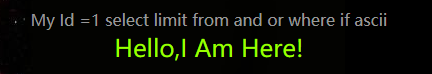 My Id =1 select limit from and or where if ascii
Hello,I Am Here!